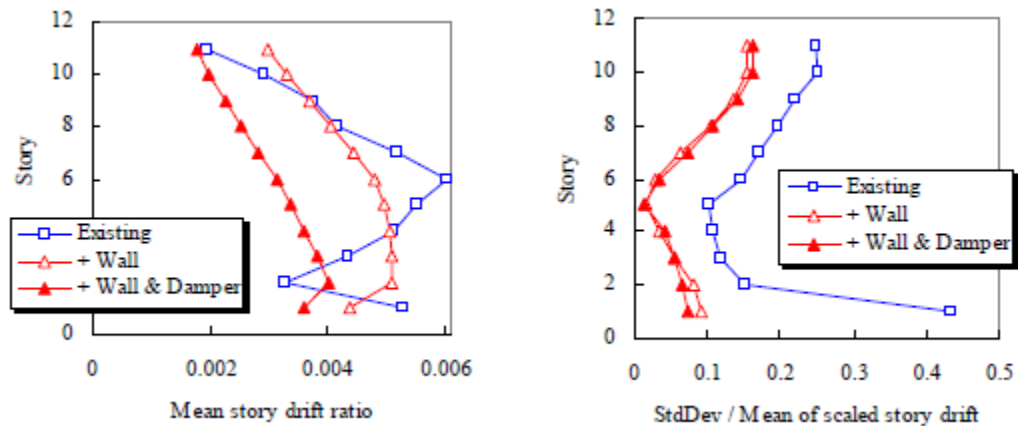 12
10
8
6
4
2
0
Story
Existing
+ Wall
+ Wall & Damper
0
0.002
0.004
0.006
Mean story drift ratio
12
10
8
6
4
2
0
Story
Existing
+ Wall
+ Wall & Damper
0
0.1
0.2
0.3
0.4
0.5
StdDev / Mean of scaled story drift